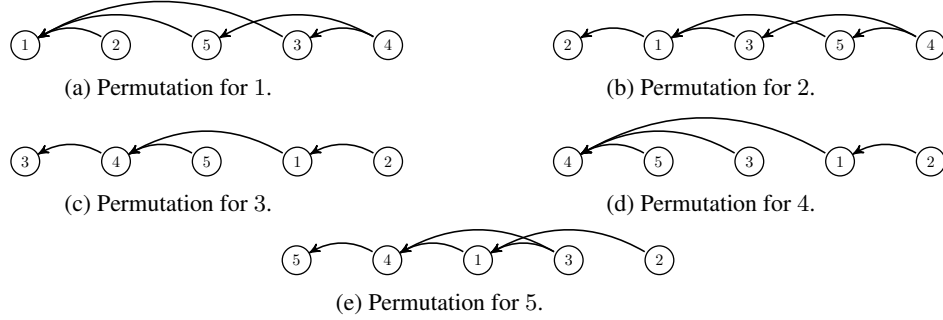 1 2 5 3 4
2 1 3 5 4
(a) Permutation for 1.
(b) Permutation for 2.
3 4 5 1 2
4 5 3 1 2
(c) Permutation for 3.
(d) Permutation for 4.
5 4 1 3 2
(e) Permutation for 5.